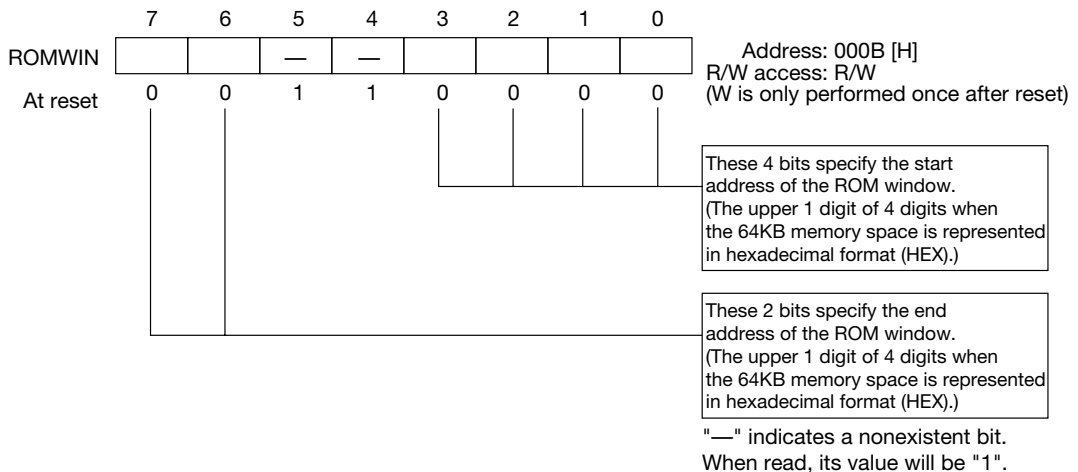 7 6 5 4 3 2 1 0
ROMWIN — —
At reset 0 0 1 1 0 0 0 0
Address: 000B [H]
R/W access: R/W
(W is only performed once after reset)
These 4 bits specify the start
address of the ROM window.
(The upper 1 digit of 4 digits when
the 64KB memory space is represented
in hexadecimal format (HEX).)
These 2 bits specify the end
address of the ROM window.
(The upper 1 digit of 4 digits when
the 64KB memory space is represented
in hexadecimal format (HEX).)
"—" indicates a nonexistent bit.
When read, its value will be "1".